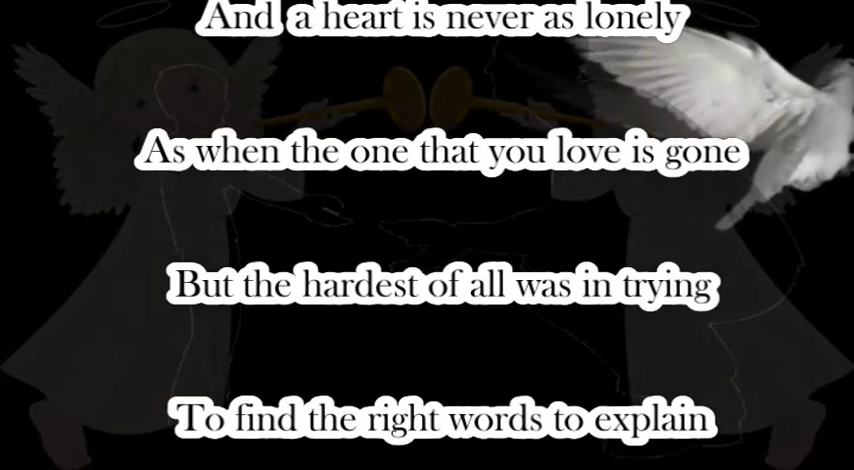 And a heart is never as lonely
As when the one that you love is gone
But the hardest of all was in trying
To find the right words to explain